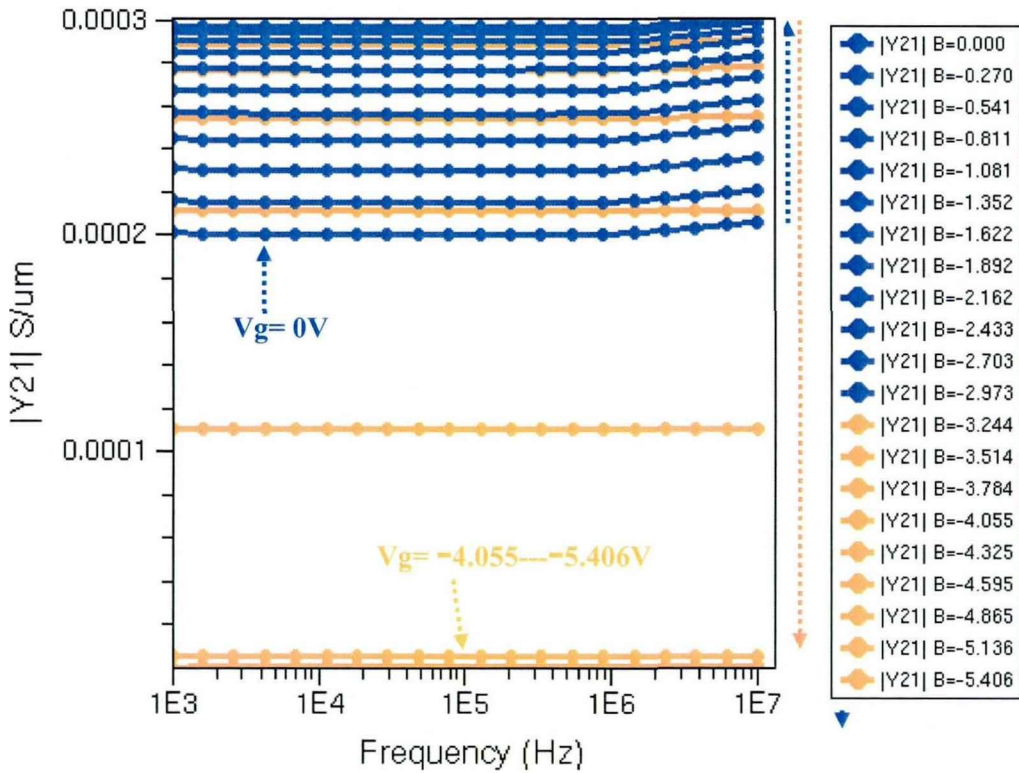 0.0003
0.0002
0.0001
|Y21| S/um
Vg= 0V
Vg= -4.055---5.406V
1E3 1E4 1E5 1E6 1E7
Frequency (Hz)
|Y21| B=0.000
|Y21| B=-0.270
|Y21| B=-0.541
|Y21| B=-0.811
|Y21| B=-1.081
|Y21| B=-1.352
|Y21| B=-1.622
|Y21| B=-1.892
|Y21| B=-2.162
|Y21| B=-2.433
|Y21| B=-2.703
|Y21| B=-2.973
|Y21| B=-3.244
|Y21| B=-3.514
|Y21| B=-3.784
|Y21| B=-4.055
|Y21| B=-4.325
|Y21| B=-4.595
|Y21| B=-4.865
|Y21| B=-5.136
|Y21| B=-5.406